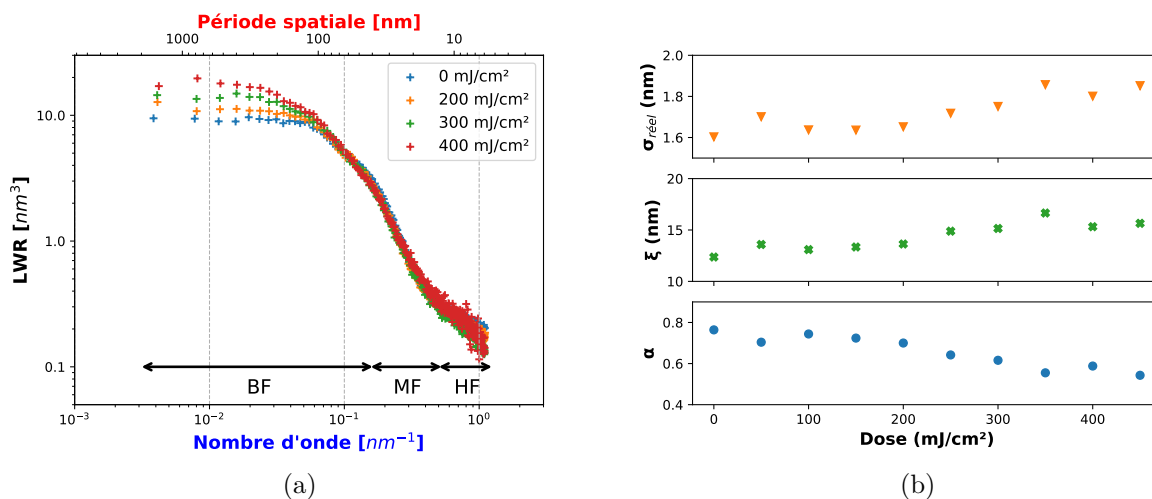 Période spatiale [nm]
1000 100 10
LWR [nm³]
10.0
1.0
0.1
0 mJ/cm²
200 mJ/cm²
300 mJ/cm²
400 mJ/cm²
BF MF HF
10⁻³ 10⁻² 10⁻¹ 10⁰
Nombre d'onde [nm⁻¹]
(a)
σréel (nm)
2.0
1.8
1.6
ξ (nm)
20
15
10
α
0.8
0.6
0.4
0 100 200 300 400
Dose (mJ/cm²)
(b)